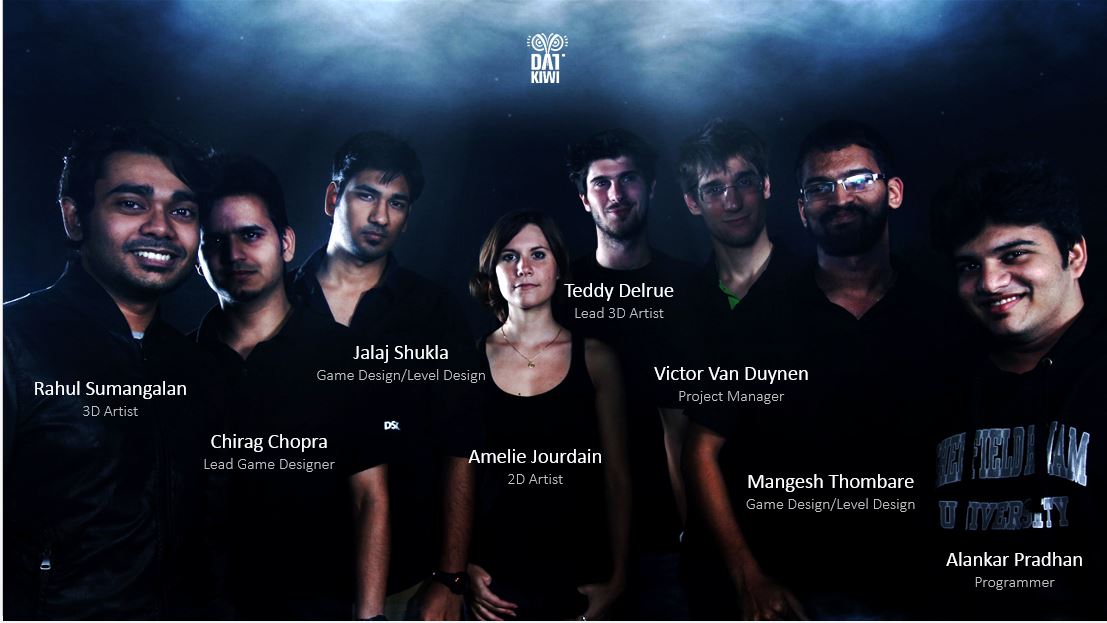 DAT
KIWI
Teddy Delrue
Lead 3D Artist
Jalaj Shukla
Game Design/Level Design
Victor Van Duynen
Project Manager
Rahul Sumangalan
3D Artist
Chirag Chopra
Lead Game Designer
Amelie Jourdain
2D Artist
Mangesh Thombare
Game Design/Level Design
Alankar Pradhan
Programmer